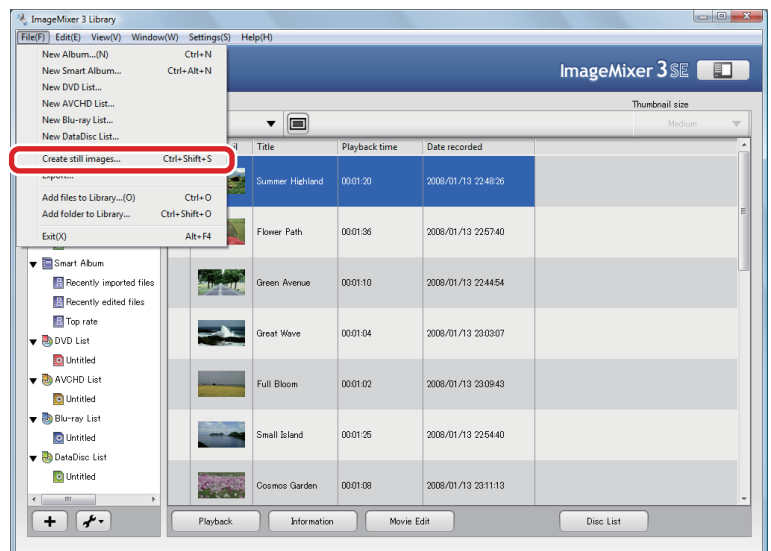 ImageMixer 3 Library
File(F) Edit(E) View(V) Window(W) Settings(S) Help(H)
New Album...(N) Ctrl+N
New Smart Album... Ctrl+Alt+N
New DVD List...
New AVCHD List...
New Blu-ray List...
New DataDisc List...
Create still images... Ctrl+Shift+S
Export...
Add files to Library...(O) Ctrl+O
Add folder to Library... Ctrl+Shift+O
Exit(X) Alt+F4
ImageMixer 3 SE
Thumbnail size
Medium
Title Playback time Date recorded
Summer Highland 00:01:20 2008/01/13 22:48:26
Flower Path 00:01:36 2008/01/13 22:57:40
Green Avenue 00:01:10 2008/01/13 22:44:54
Great Wave 00:01:04 2008/01/13 23:03:07
Full Bloom 00:01:02 2008/01/13 23:09:43
Small Island 00:01:25 2008/01/13 22:54:40
Cosmos Garden 00:01:08 2008/01/13 23:11:13
Smart Album
Recently imported files
Recently edited files
Top rate
DVD List
Untitled
AVCHD List
Untitled
Blu-ray List
Untitled
DataDisc List
Untitled
Playback Information Movie Edit Disc List